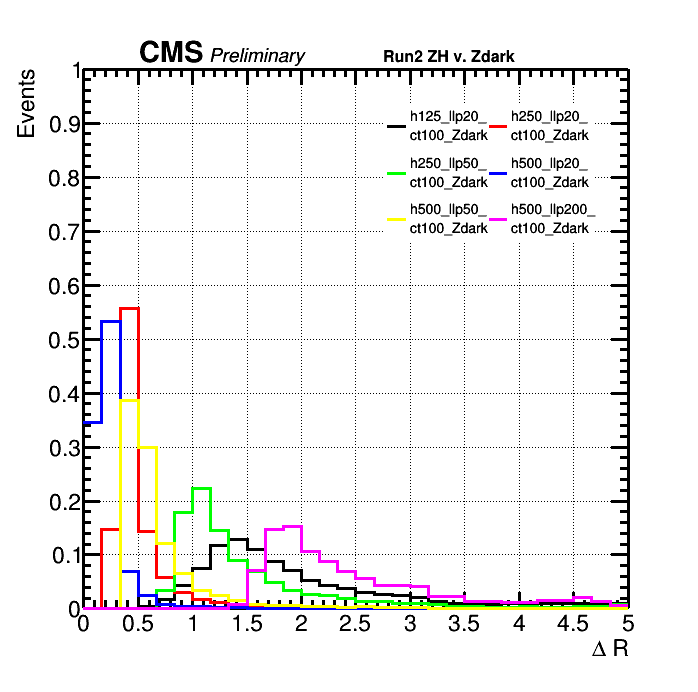 CMS Preliminary Run2 ZH v. Zdark
Events
1
0.9
0.8
0.7
0.6
0.5
0.4
0.3
0.2
0.1
0
h125_llp20_
ct100_Zdark
h250_llp20_
ct100_Zdark
h250_llp50_
ct100_Zdark
h500_llp20_
ct100_Zdark
h500_llp50_
ct100_Zdark
h500_llp200_
ct100_Zdark
0 0.5 1 1.5 2 2.5 3 3.5 4 4.5 5
Δ R